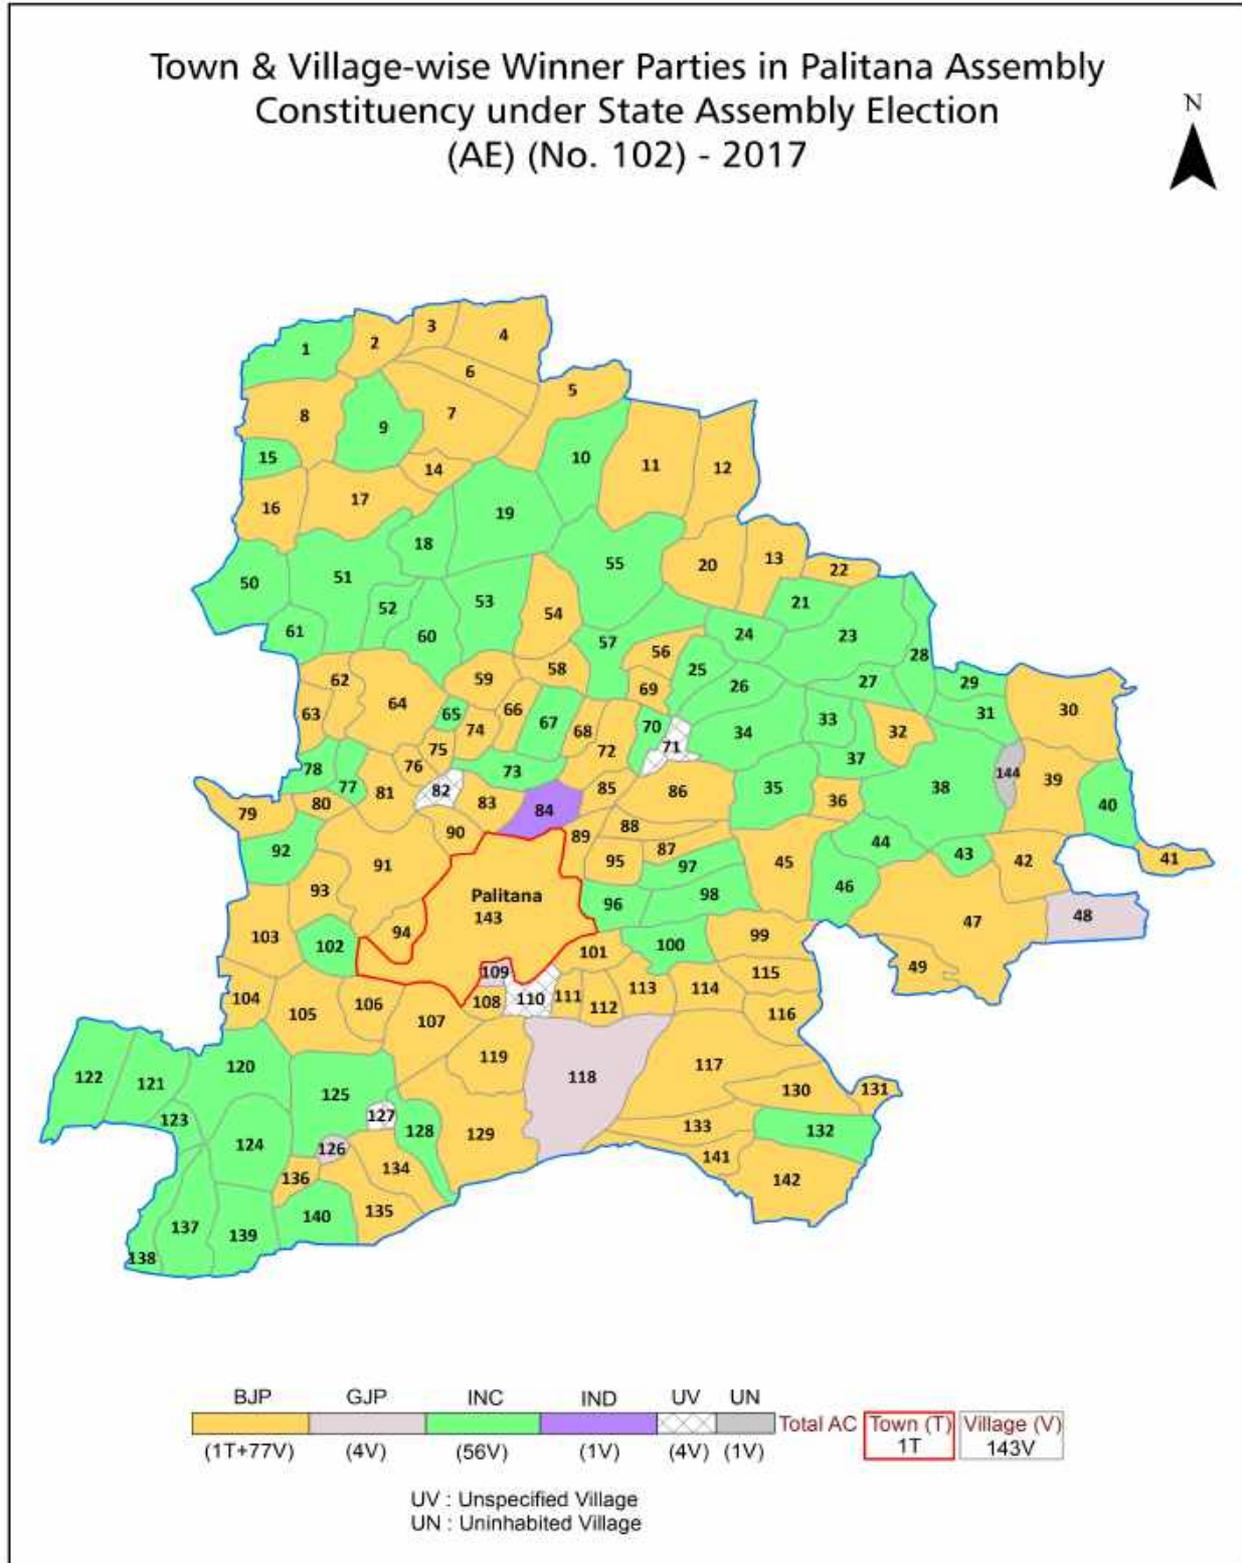 Town & Village-wise Winner Parties in Palitana Assembly
Constituency under State Assembly Election
(AE) (No. 102) - 2017
N
1 2 3 4
6
5
8 9 7
15 14 10 11 12
16 17
19
18
50 51 55 20 13 22
52 53 54 21
61 60 57 24 23
56 25 28
62 59 58 69 26 27 29
63 64 65 66 67 68 70 34 33 31 30
74 72 71 32
75
78 76 73 37
77 81 82 83 85 86 35 36 38 144 39 40
79 80 84
90 89 88 44
92 91 95 87 45 43 42 41
93 97 46
Palitana
143
96 98 47 48
103 102 94 101 100 99
109 49
104 105 106 108 110 111 112 113 114 115
107 116
122 121 120 119 118 117
125 130 131
123 127
124 128 129 133 132
126
136 134 141
142
137 139 140 135
138
BJP GJP INC IND UV UN
Total AC Town (T) Village (V)
(1T+77V) (4V) (56V) (1V) (4V) (1V) 1T 143V
UV : Unspecified Village
UN : Uninhabited Village